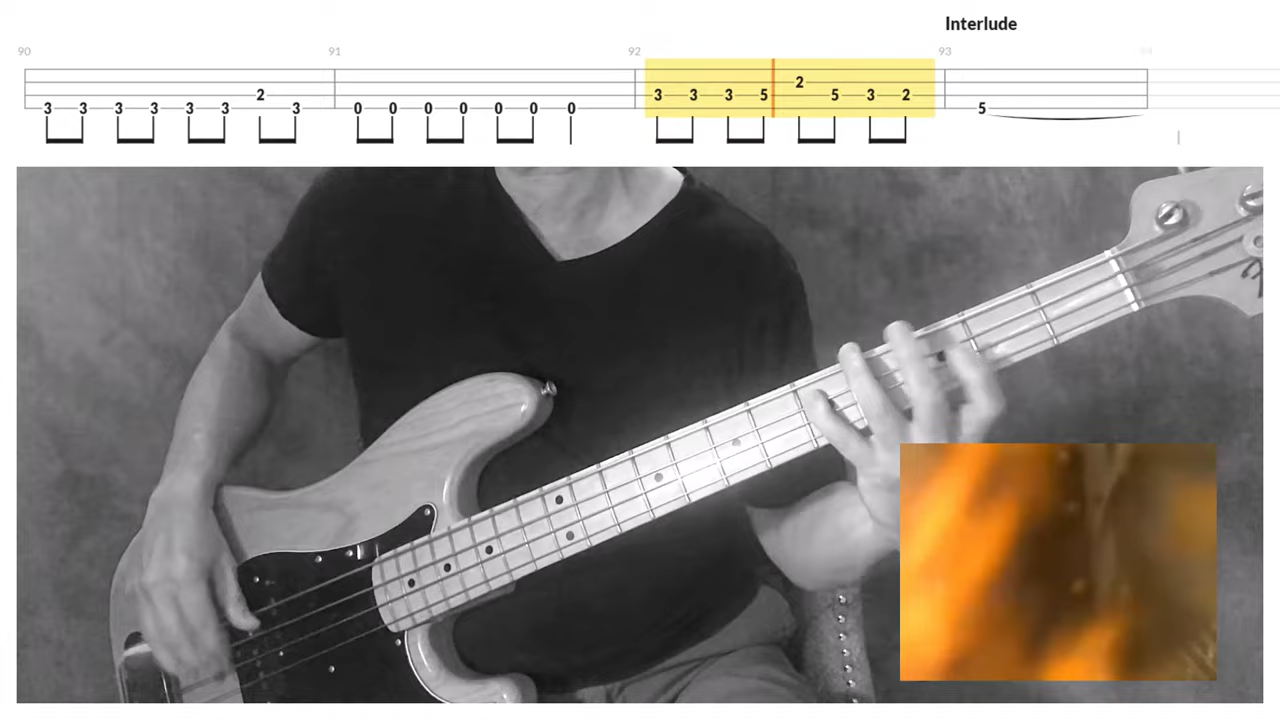 Interlude
90 91 92 93
2
2
3 3 3 5 5 3 2
3 3 3 3 3 3 3 0 0 0 0 0 0 0 5